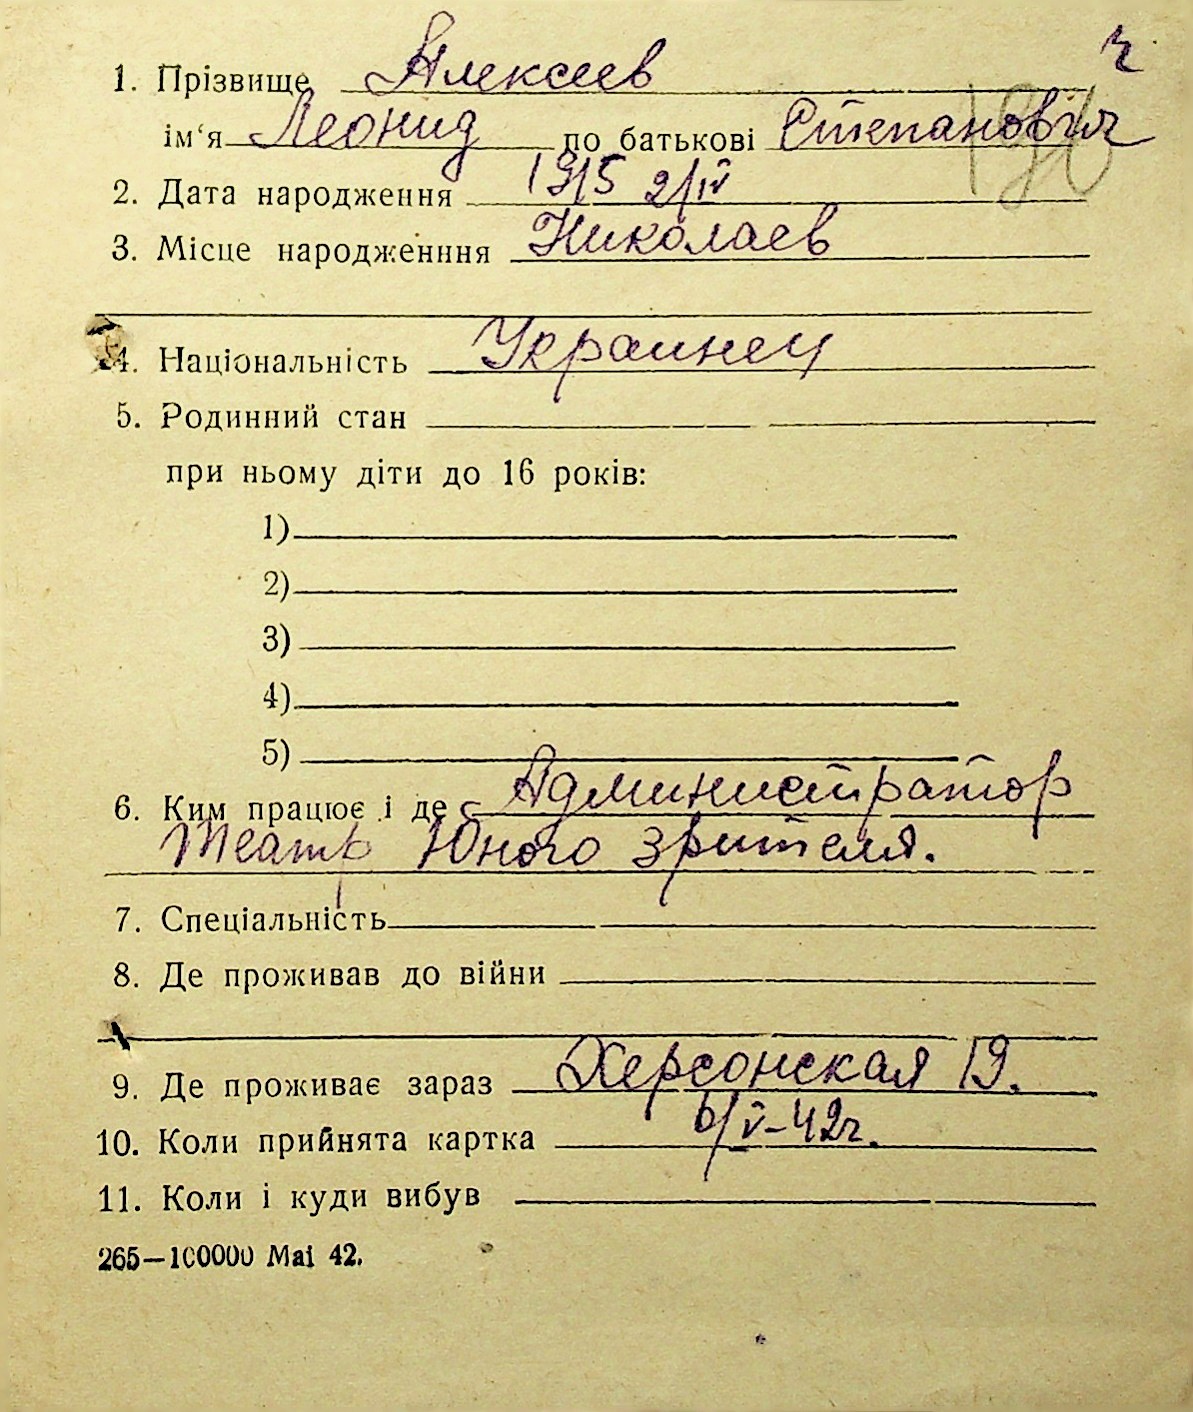 1. Прізвище Алексеев
ім‘я Леонид по батькові Степановіч
2. Дата народження 1915 2/IV
3. Місце народженння Николаев
4. Національність Украинец
5. Родинний стан
при ньому діти до 16 років:
1)
2)
3)
4)
5)
6. Ким працює і де Администратор
Театр Юного зрителя.
7. Спеціальність
8. Де проживав до війни
9. Де проживає зараз Херсонская 19.
10. Коли прийнята картка 6/V-42г.
11. Коли і куди вибув
265—100000 Mai 42.